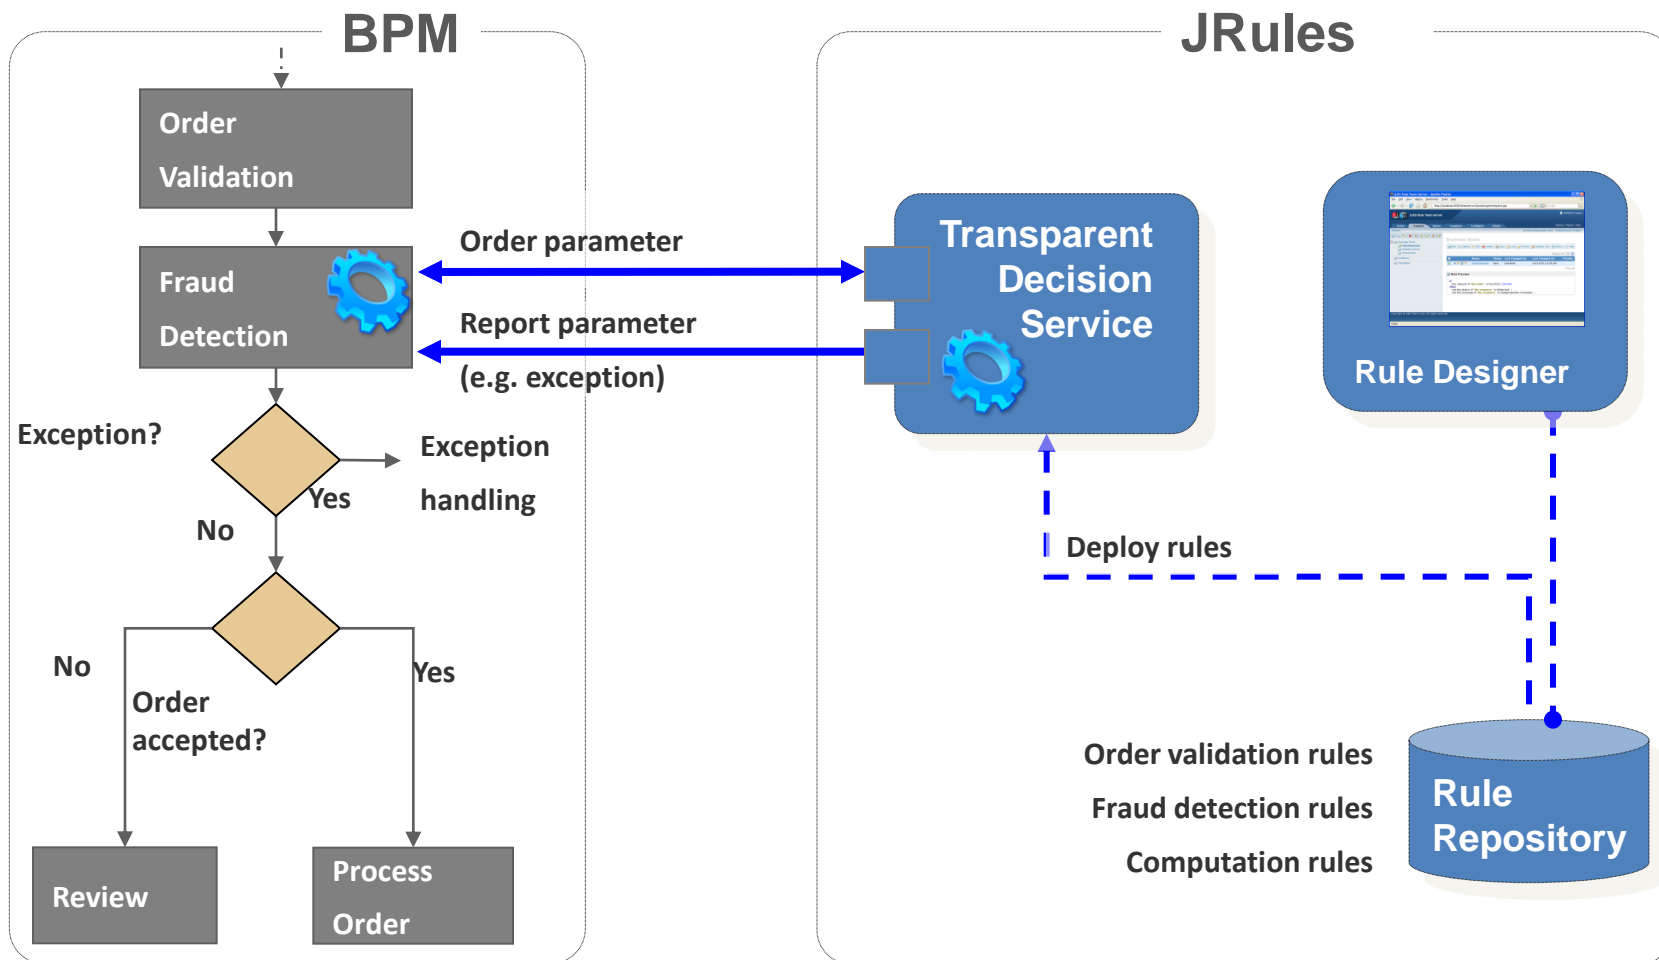 BPM
Order
Validation
Fraud
Detection
Exception?
Yes
Exception
handling
No
No
Yes
Order
accepted?
Review
Process
Order
Order parameter
Report parameter
(e.g. exception)
JRules
Transparent
Decision
Service
Rule Designer
Deploy rules
Order validation rules
Fraud detection rules
Computation rules
Rule
Repository